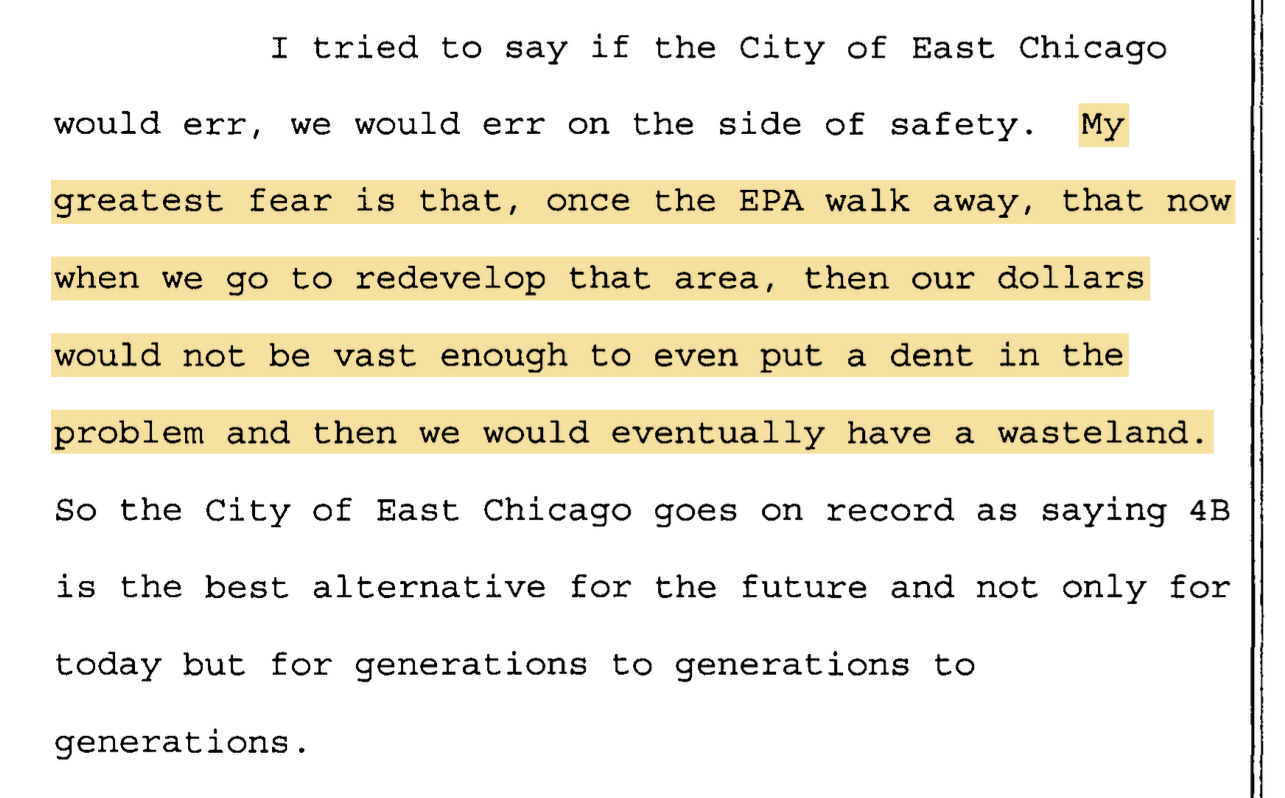 I tried to say if the City of East Chicago
would err, we would err on the side of safety. My
greatest fear is that, once the EPA walk away, that now
when we go to redevelop that area, then our dollars
would not be vast enough to even put a dent in the
problem and then we would eventually have a wasteland.
So the City of East Chicago goes on record as saying 4B
is the best alternative for the future and not only for
today but for generations to generations to
generations.